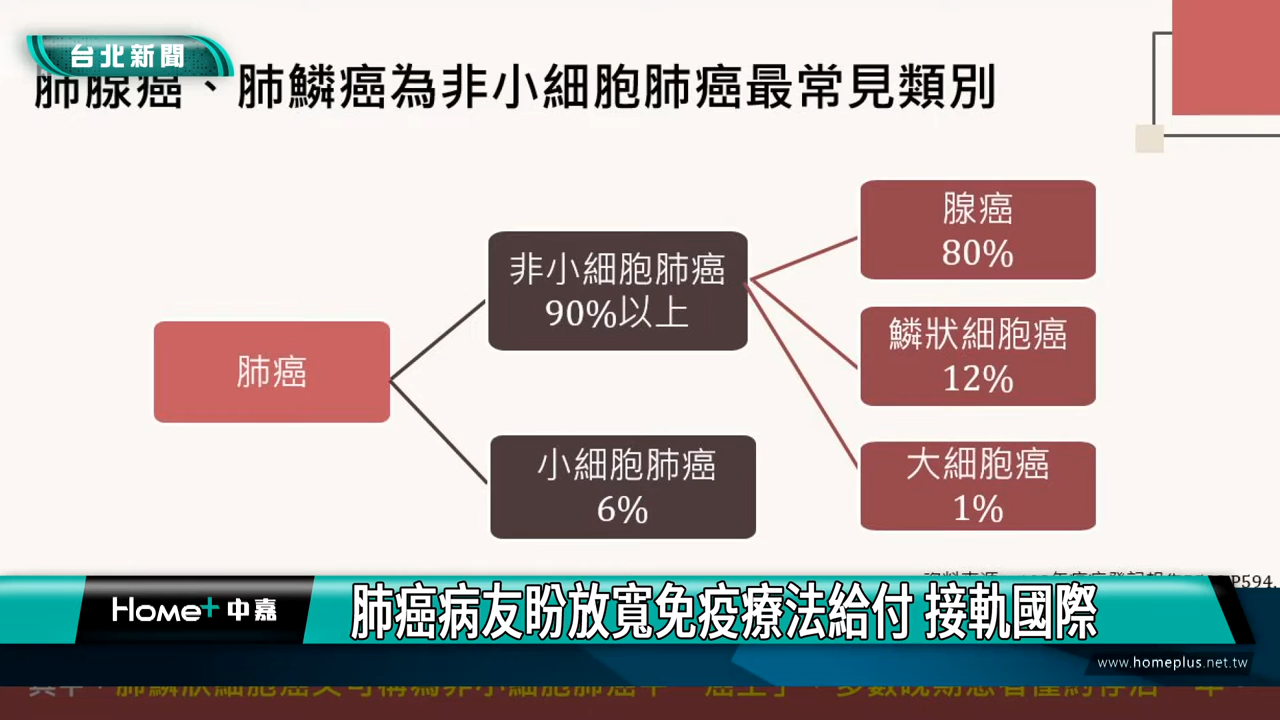 台北新聞
肺腺癌、肺鱗癌為非小細胞肺癌最常見類別
腺癌
80%
非小細胞肺癌
90%以上
鱗狀細胞癌
12%
肺癌
小細胞肺癌
6%
大細胞癌
1%
P594.
肺癌病友盼放寬免疫療法給付 接軌國際
Home+中嘉
www.homeplus.net.tw